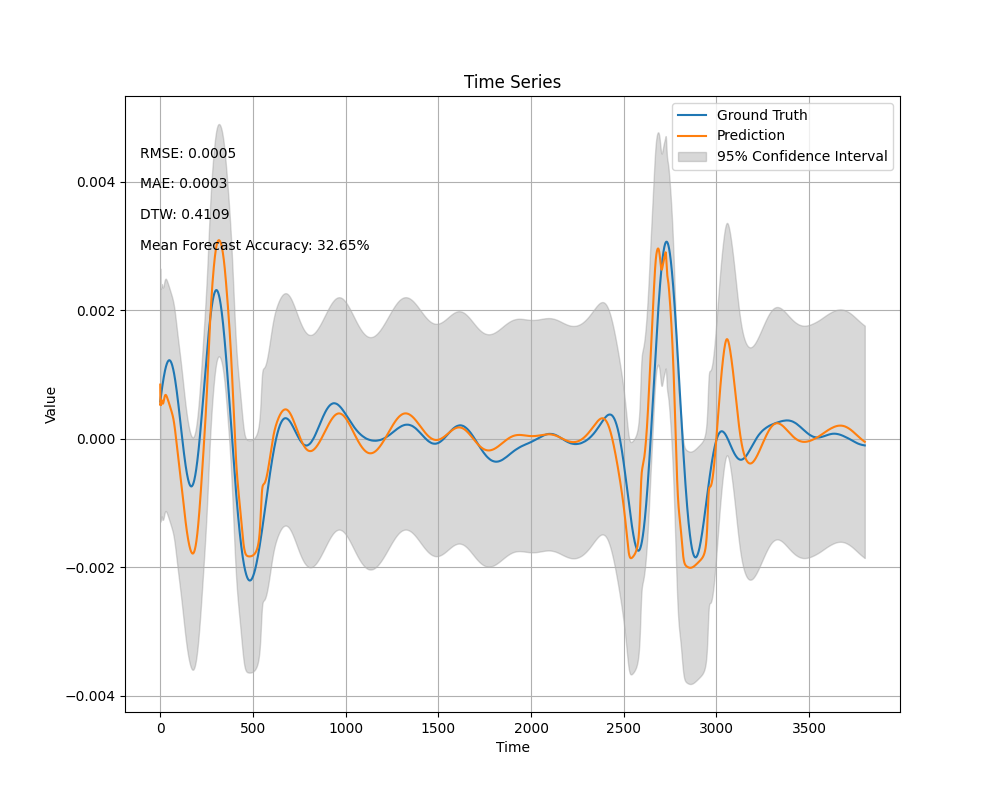 Time Series
Ground Truth
Prediction
95% Confidence Interval
RMSE: 0.0005
MAE: 0.0003
DTW: 0.4109
Mean Forecast Accuracy: 32.65%
Value
0.004
0.002
0.000
−0.002
−0.004
0 500 1000 1500 2000 2500 3000 3500
Time